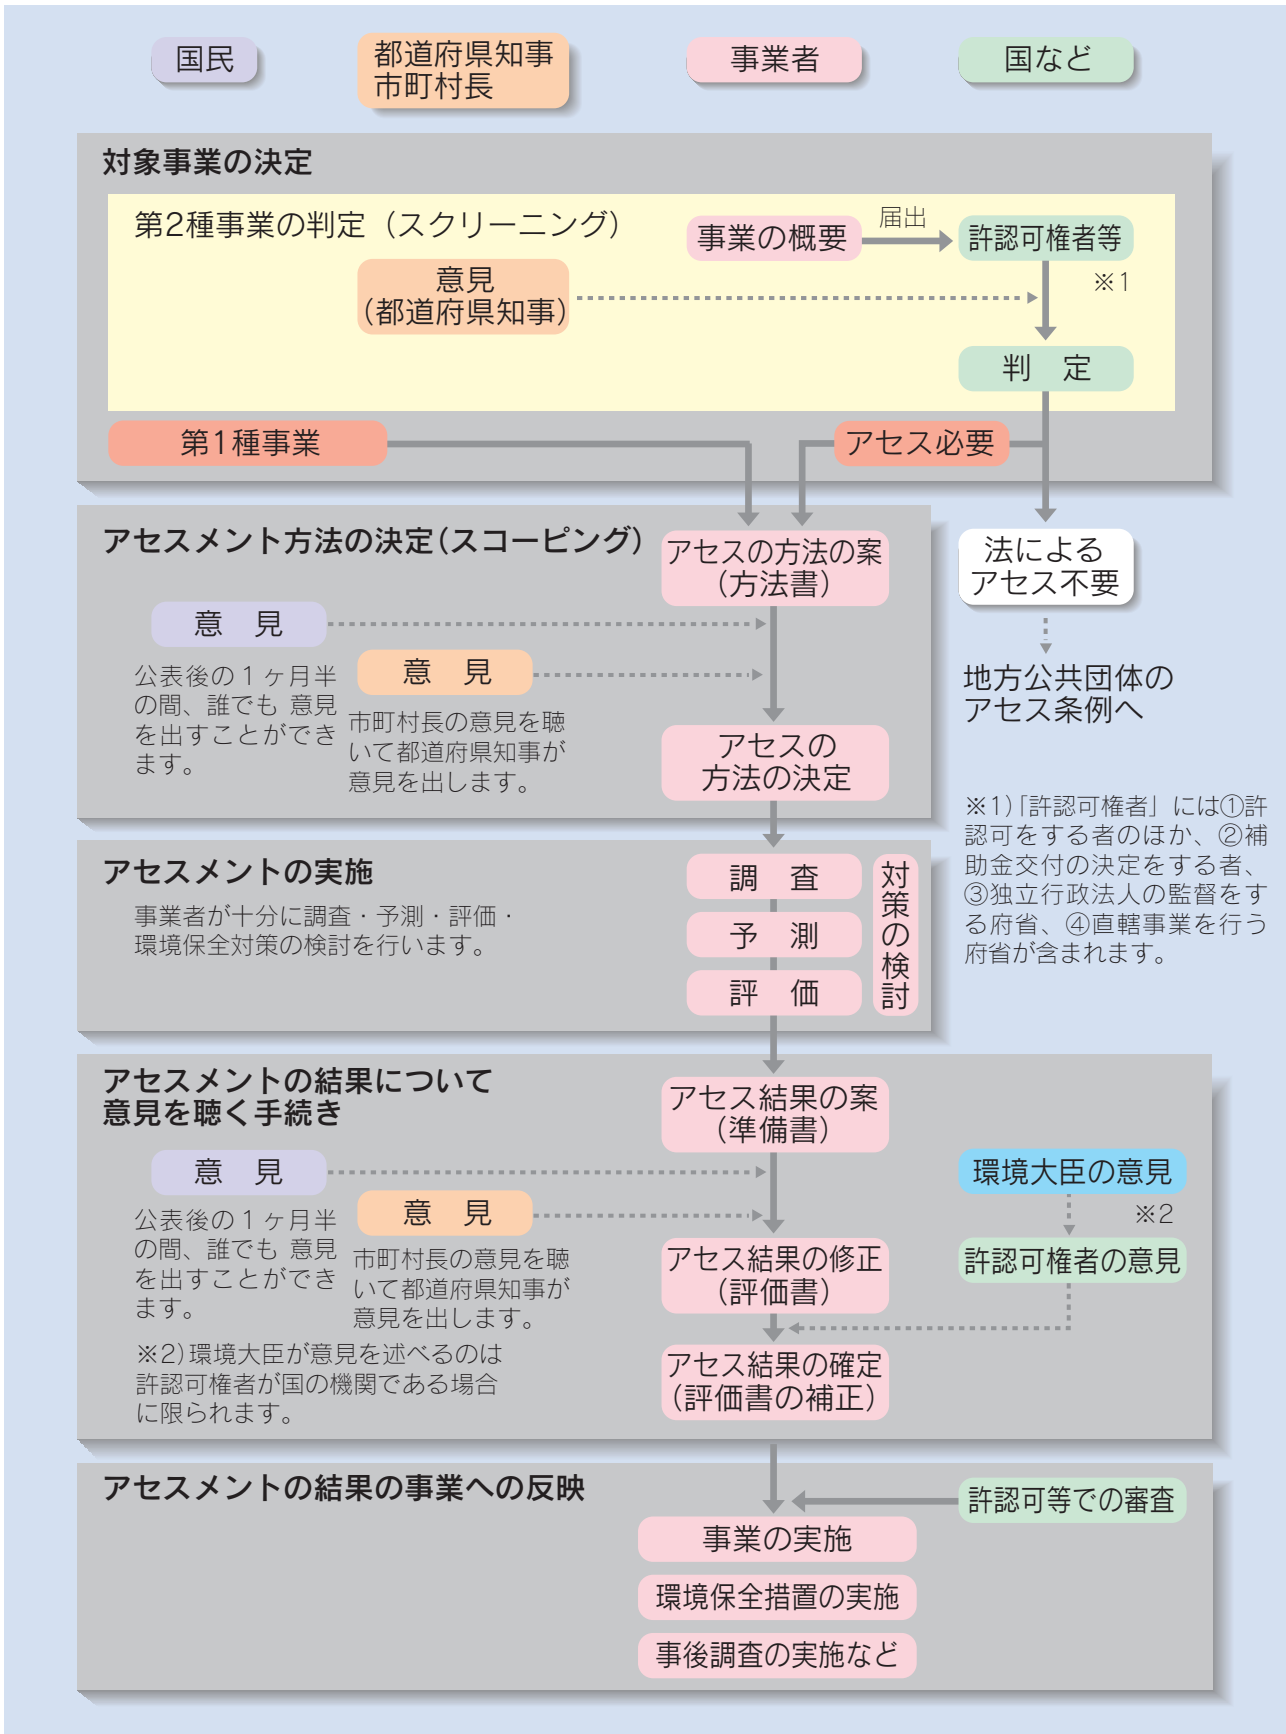 国民
都道府県知事
市町村長
事業者
国など
対象事業の決定
第2種事業の判定（スクリーニング）
事業の概要
届出
許認可権者等
※1
意見
(都道府県知事)
判　定
第1種事業
アセス必要
アセスメント方法の決定(スコーピング)
アセスの方法の案
(方法書)
法による
アセス不要
意　見
公表後の1ヶ月半
の間、誰でも 意見
を出すことができ
ます。
意　見
市町村長の意見を聴
いて都道府県知事が
意見を出します。
地方公共団体の
アセス条例へ
アセスの
方法の決定
※1)「許認可権者」には①許
認可をする者のほか、②補
助金交付の決定をする者、
③独立行政法人の監督をす
る府省、④直轄事業を行う
府省が含まれます。
アセスメントの実施
事業者が十分に調査・予測・評価・
環境保全対策の検討を行います。
調　査
予　測
評　価
対策の検討
アセスメントの結果について
意見を聴く手続き
アセス結果の案
(準備書)
意　見
公表後の1ヶ月半
の間、誰でも 意見
を出すことができ
ます。
意　見
市町村長の意見を聴
いて都道府県知事が
意見を出します。
環境大臣の意見
※2
許認可権者の意見
アセス結果の修正
(評価書)
※2)環境大臣が意見を述べるのは
許認可権者が国の機関である場合
に限られます。
アセス結果の確定
(評価書の補正)
アセスメントの結果の事業への反映
許認可等での審査
事業の実施
環境保全措置の実施
事後調査の実施など